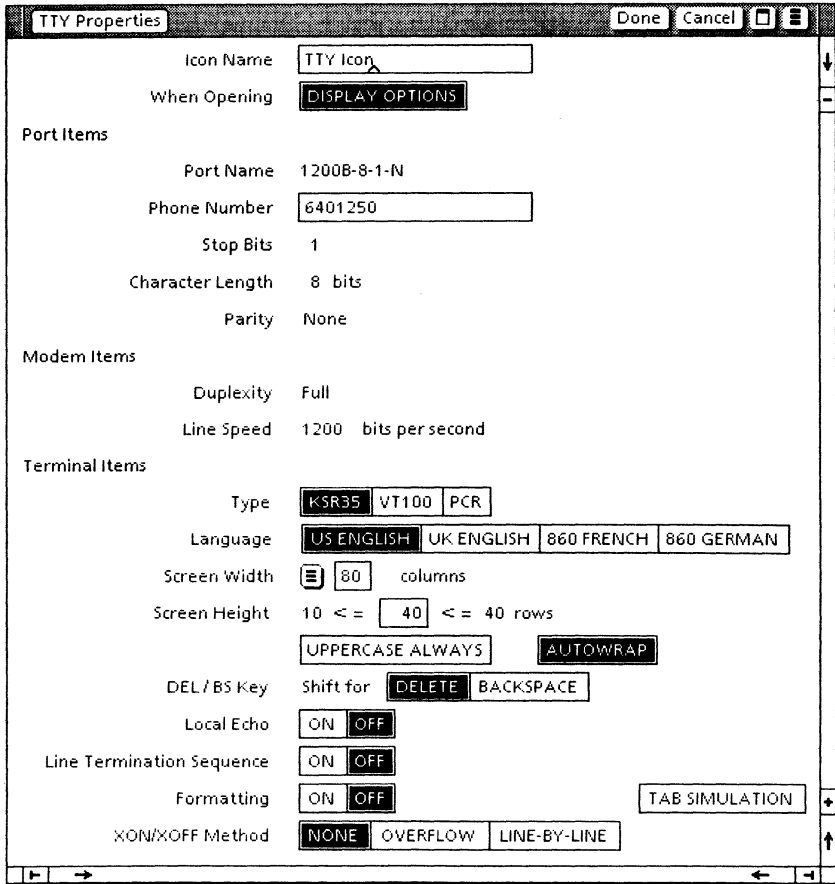 TTY Properties Done Cancel
Icon Name TTY Icon
When Opening DISPLAY OPTIONS
Port Items
Port Name 1200B-8-1-N
Phone Number 6401250
Stop Bits 1
Character Length 8 bits
Parity None
Modem Items
Duplexity Full
Line Speed 1200 bits per second
Terminal Items
Type KSR35 VT100 PCR
Language US ENGLISH UK ENGLISH 860 FRENCH 860 GERMAN
Screen Width 80 columns
Screen Height 10 <= 40 <= 40 rows
UPPERCASE ALWAYS AUTOWRAP
DEL / BS Key Shift for DELETE BACKSPACE
Local Echo ON OFF
Line Termination Sequence ON OFF
Formatting ON OFF TAB SIMULATION
XON/XOFF Method NONE OVERFLOW LINE-BY-LINE